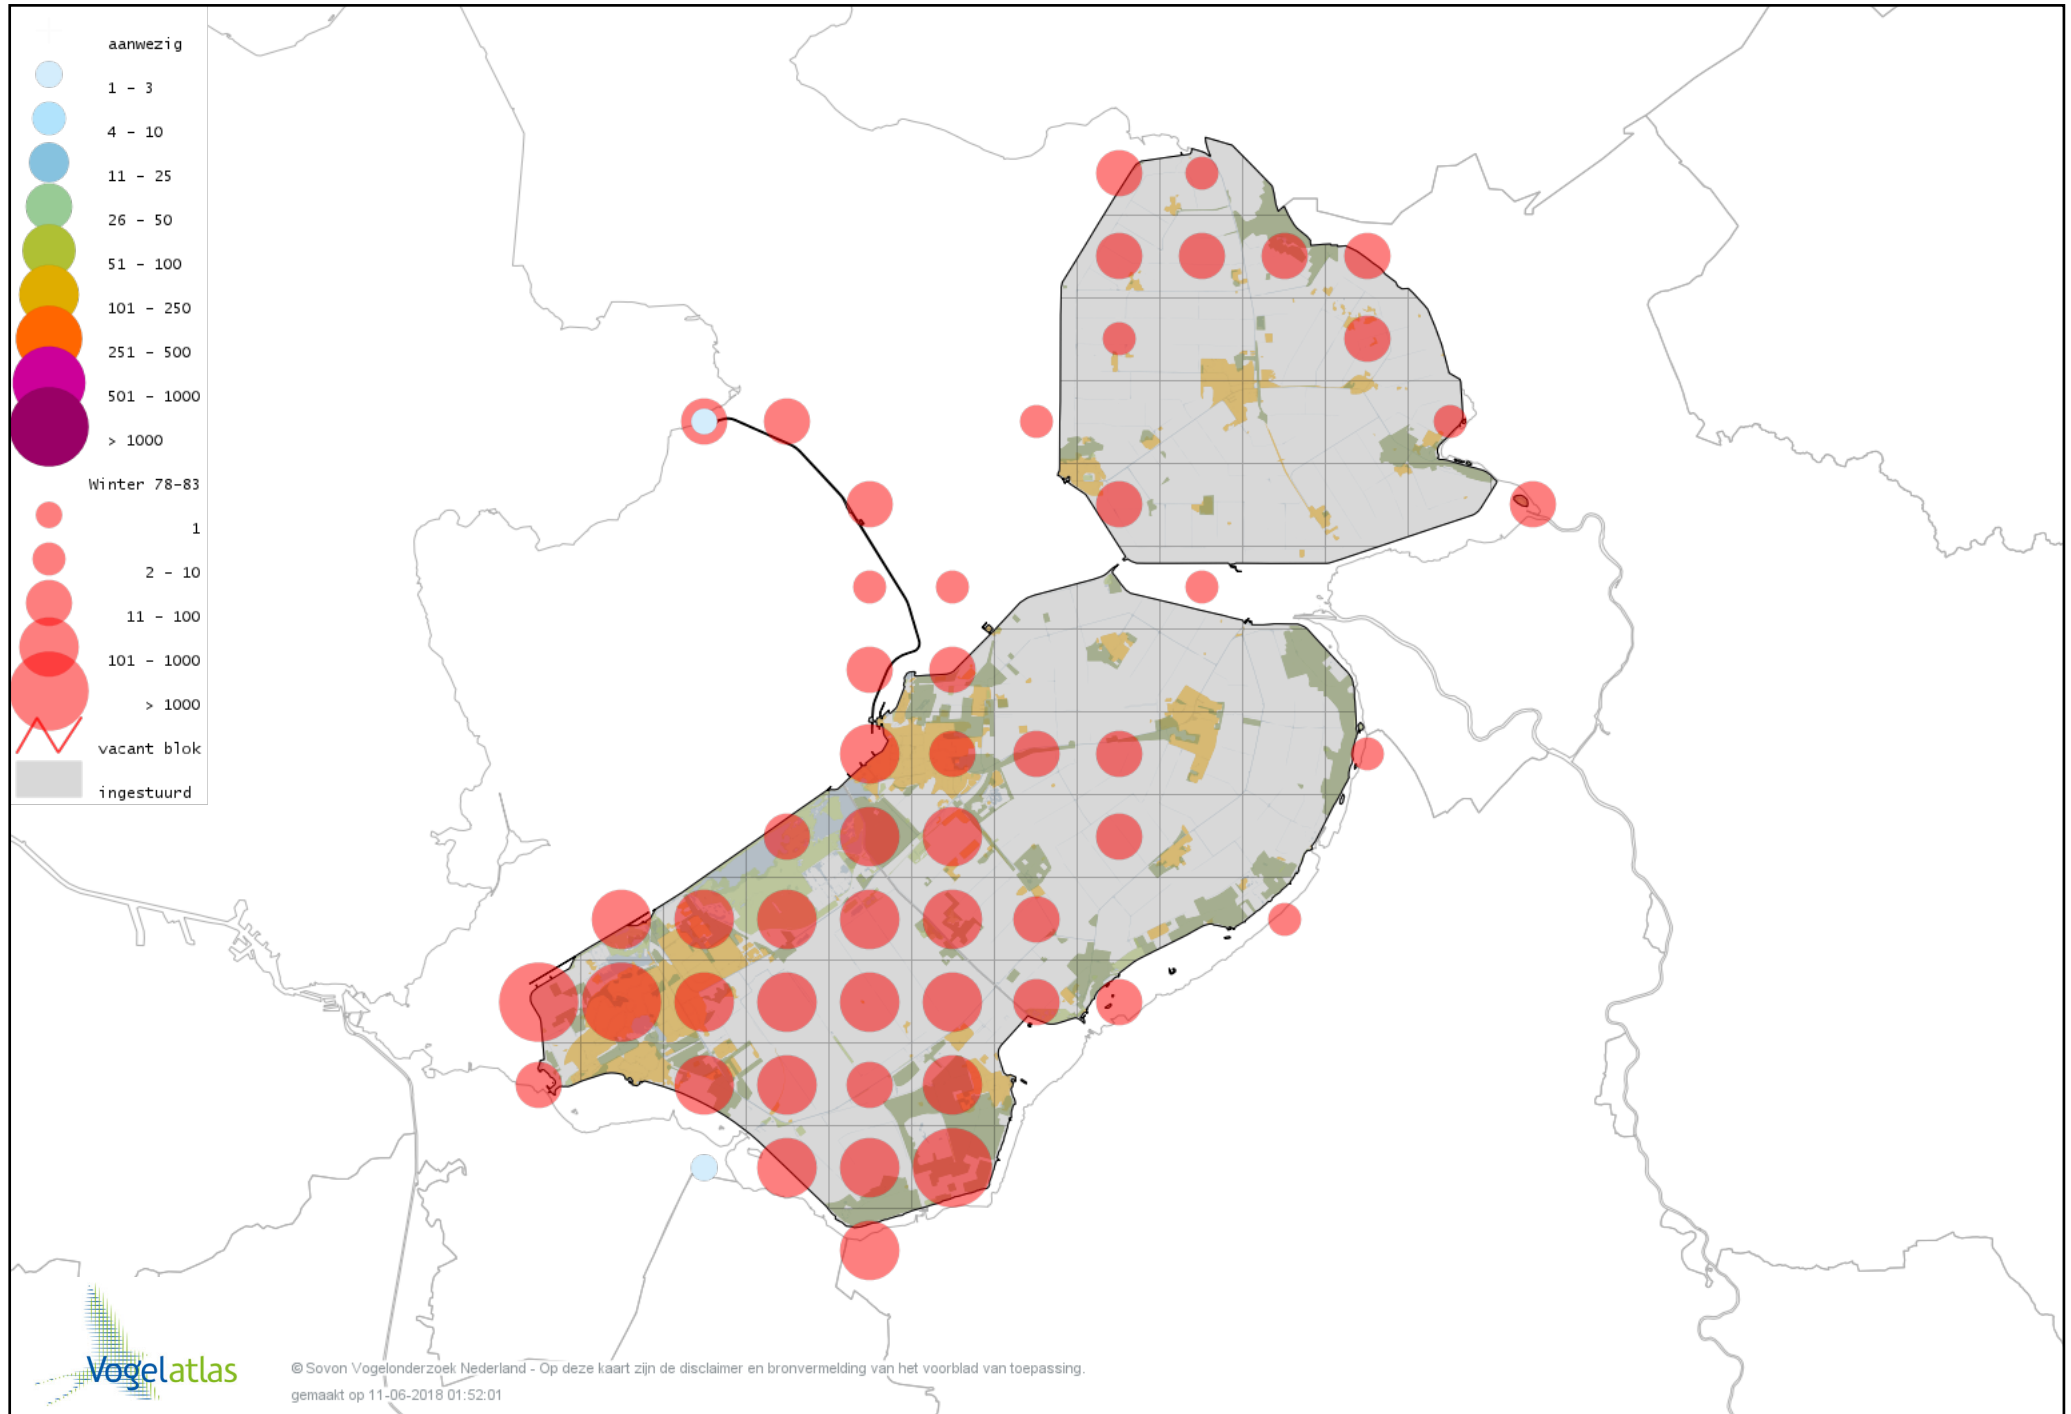 aanwezig
1 - 3
4 - 10
11 - 25
26 - 50
51 - 100
101 - 250
251 - 500
501 - 1000
> 1000
Winter 78-83
1
2 - 10
11 - 100
101 - 1000
> 1000
vacant blok
ingestuurd
Vogelatlas
© Sovon Vogelonderzoek Nederland - Op deze kaart zijn de disclaimer en bronvermelding van het voorblad van toepassing.
gemaakt op 11-06-2018 01:52:01